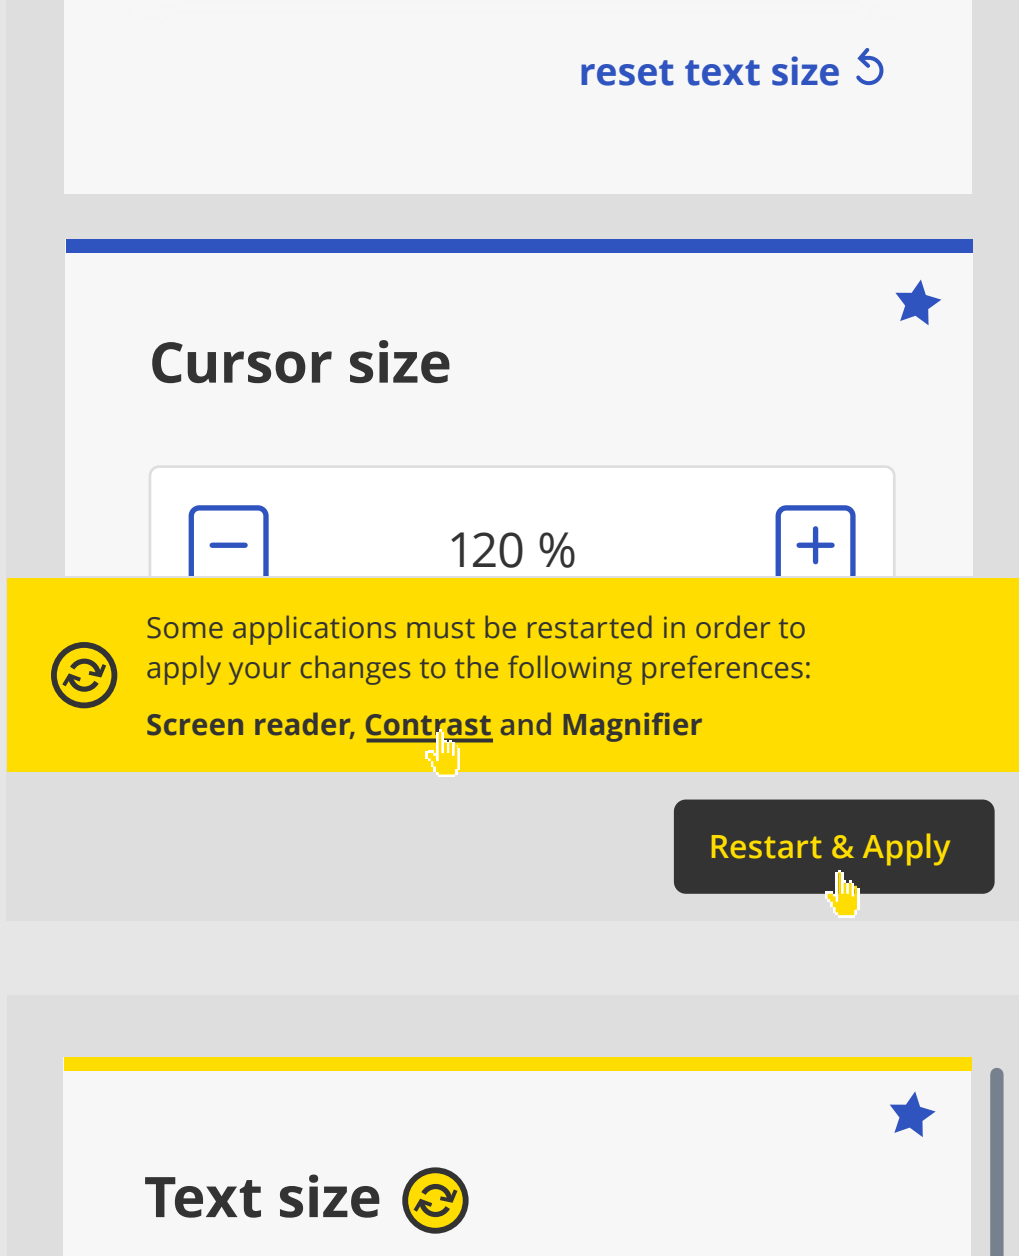 reset text size
Cursor size
120 %
Some applications must be restarted in order to
apply your changes to the following preferences:
Screen reader, Contrast and Magnifier
Restart & Apply
Text size